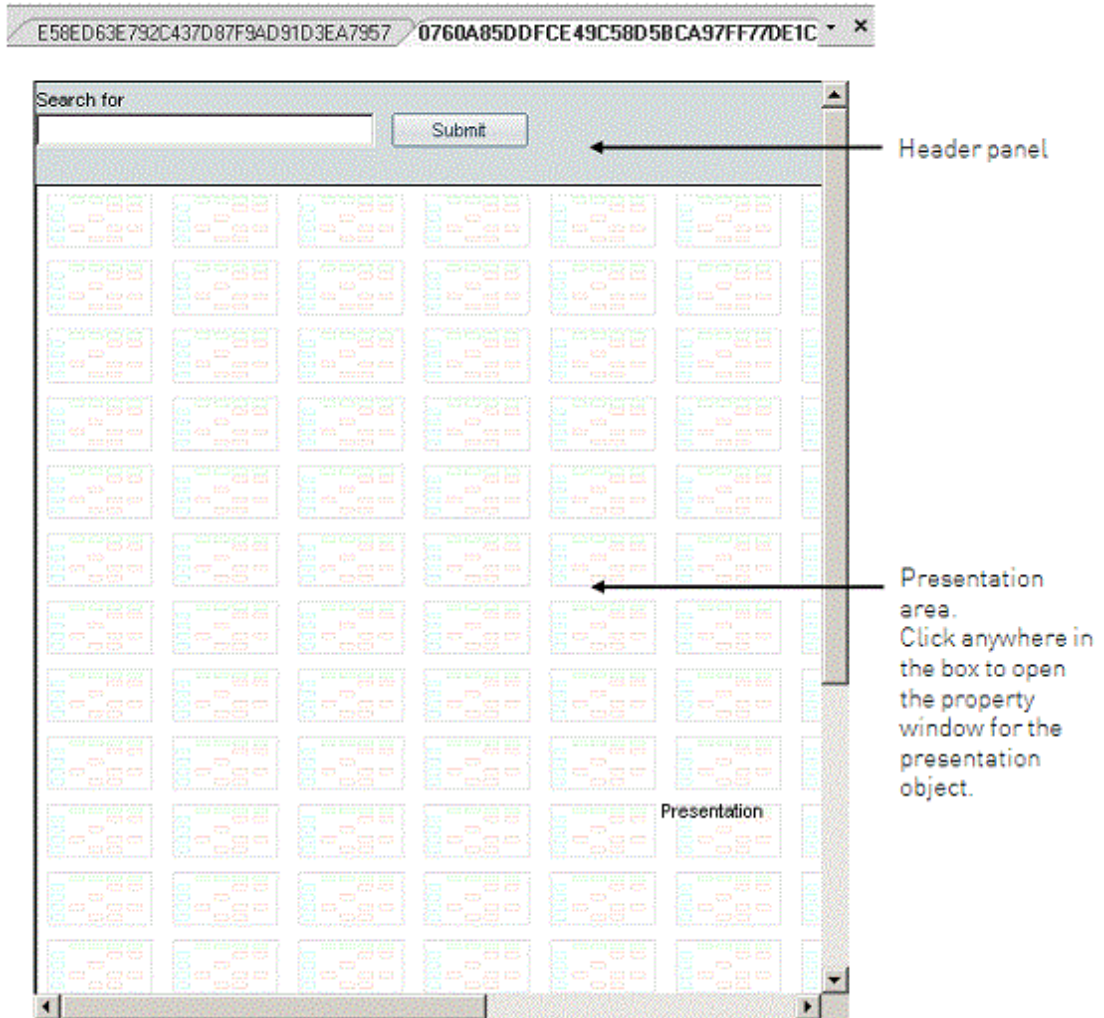 E58ED63E792C437D87F9AD91D3EA7957
0760A85DDFCE49C58D5BCA97FF77DE1C
Search for
Submit
Header panel
Presentation
area.
Click anywhere in
the box to open
the property
window for the
presentation
object.
Presentation